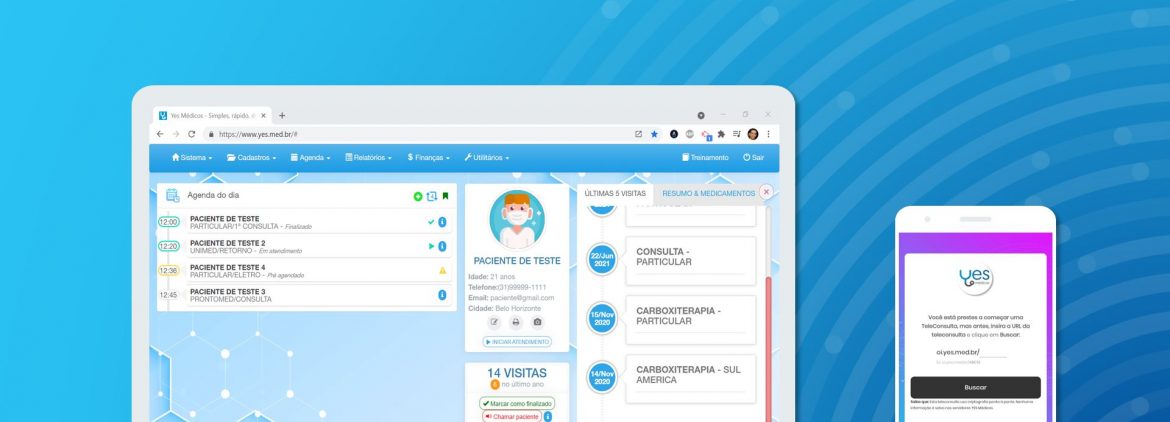 Yes Médicos - Simples, rápido, e
https://www.yes.med.br/#
Sistema
Cadastros
Agenda
Relatórios
$ Finanças
Utilitários
Treinamento
Sair
Agenda do dia
12:00
PACIENTE DE TESTE
PARTICULAR/1ª CONSULTA - Finalizado
12:20
PACIENTE DE TESTE 2
UNIMED/RETORNO - Em atendimento
12:36
PACIENTE DE TESTE 4
PARTICULAR/ELETRO - Pré agendado
12:45
PACIENTE DE TESTE 3
PRONTOMED/CONSULTA
PACIENTE DE TESTE
Idade: 21 anos
Telefone:(31)99999-1111
Email: paciente@gmail.com
Cidade: Belo Horizonte
INICIAR ATENDIMENTO
14 VISITAS
no último ano
Marcar como finalizado
Chamar paciente
ÚLTIMAS 5 VISITAS
RESUMO & MEDICAMENTOS
22/Jun
2021
CONSULTA -
PARTICULAR
15/Nov
2020
CARBOXITERAPIA -
PARTICULAR
14/Nov
2020
CARBOXITERAPIA - SUL
AMERICA
yes
médicos
Você está prestes a começar uma
TeleConsulta, mas antes, insira a URL da
teleconsulta e clique em Buscar:
oi.yes.med.br/
Buscar